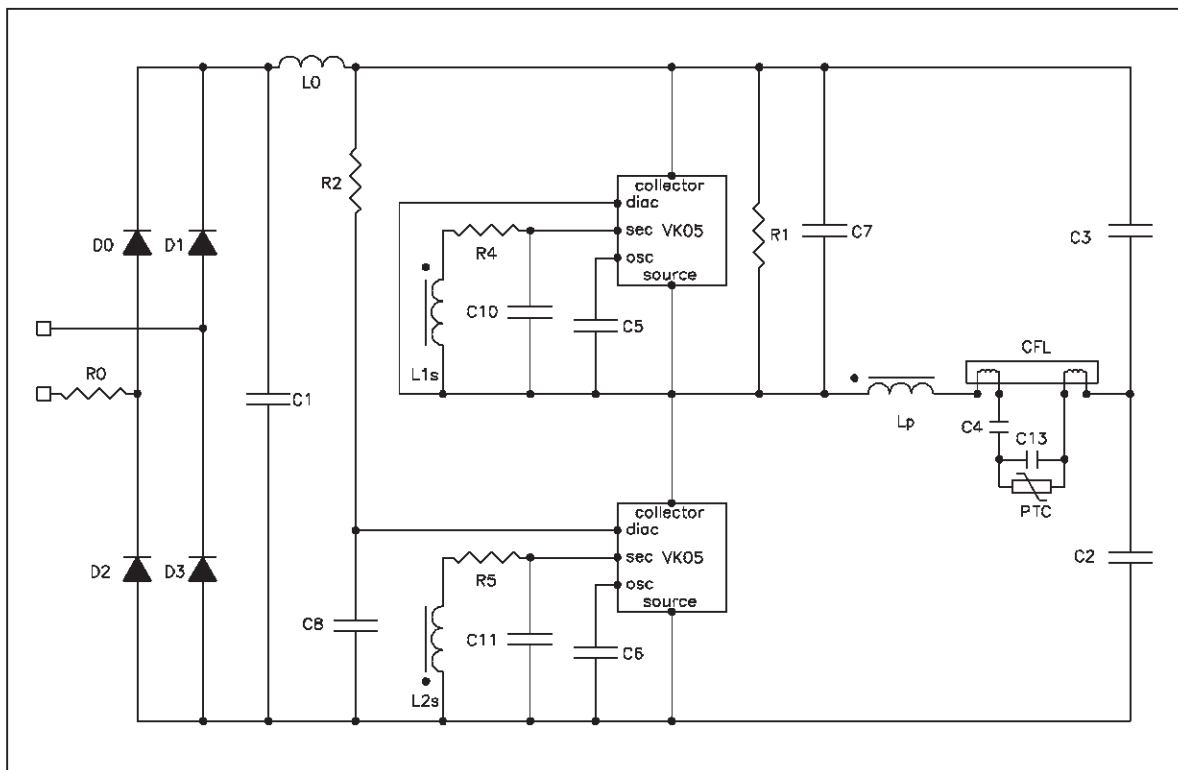 L0
R2
collector
diac
sec VK05
osc
source
R4
D0
D1
R1
C7
C3
C10
C5
L1s
CFL
R0
C1
Lp
C4
C13
PTC
collector
diac
sec VK05
osc
source
R5
D2
D3
C2
C8
C11
C6
L2s